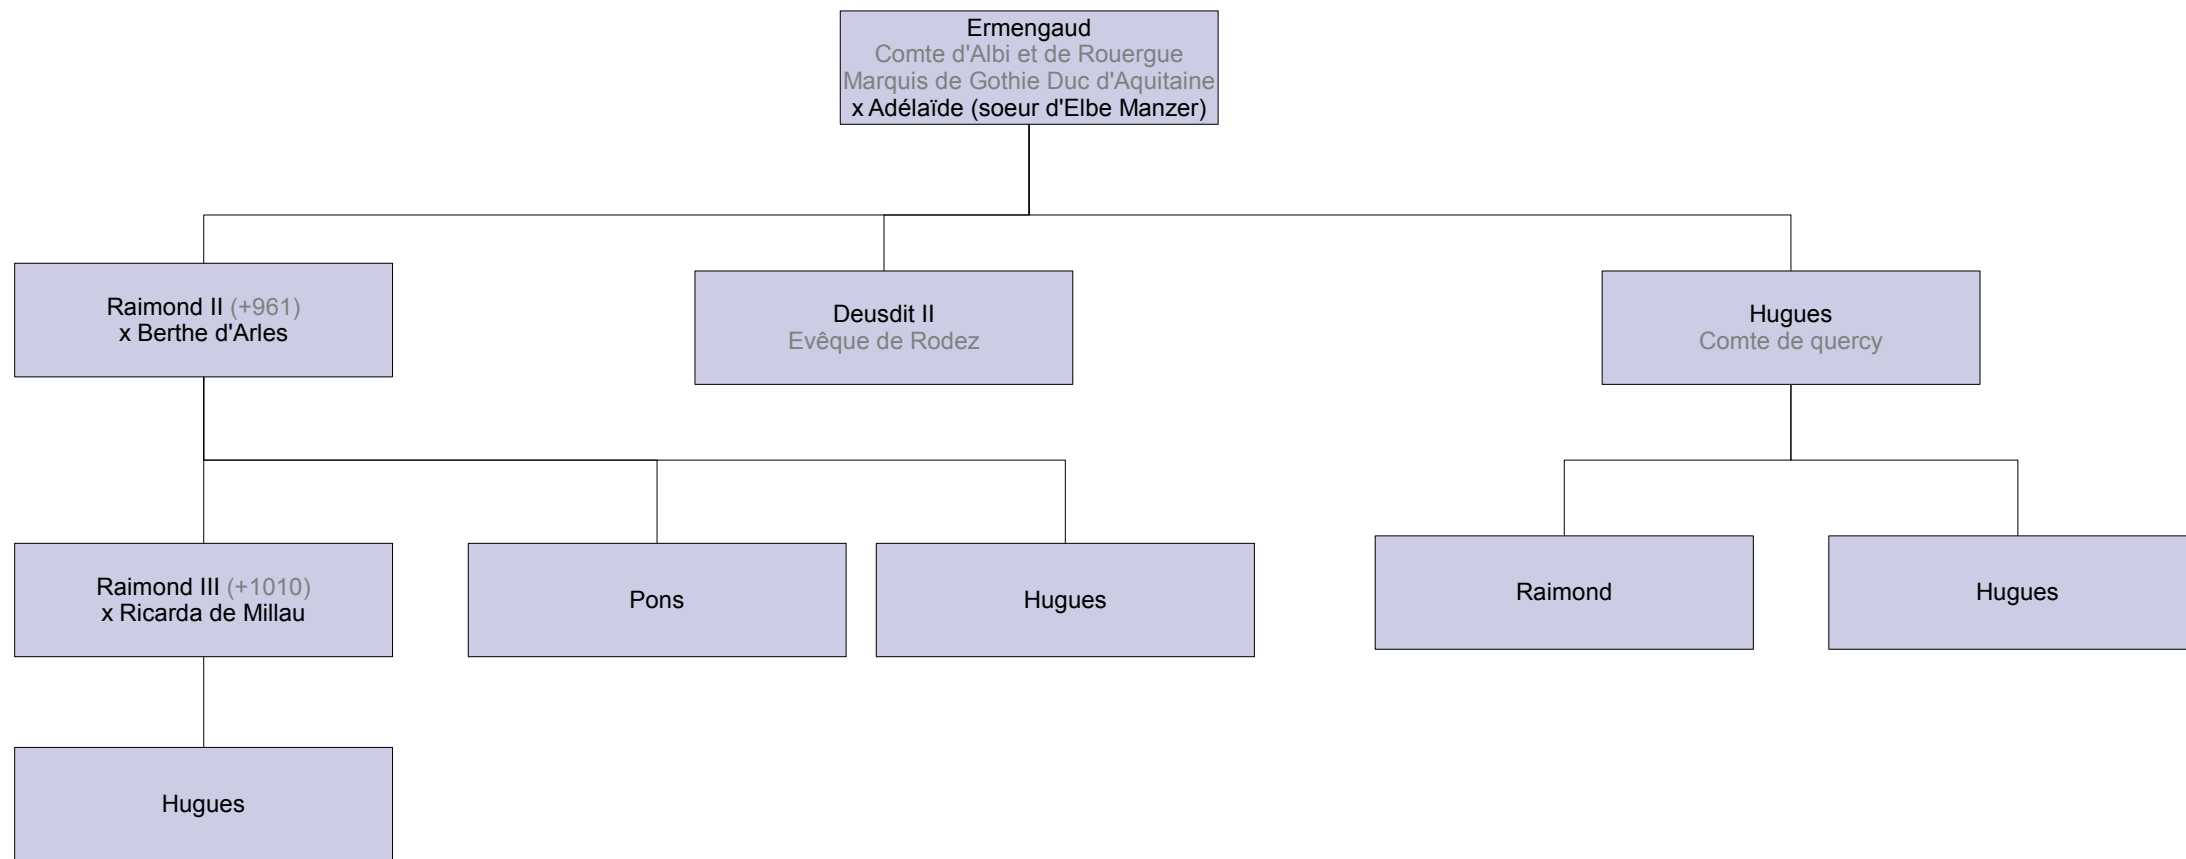 Ermengaud
Comte d'Albi et de Rouergue
Marquis de Gothie Duc d'Aquitaine
x Adélaïde (soeur d'Elbe Manzer)
Raimond II (+961)
x Berthe d'Arles
Deusdit II
Evêque de Rodez
Hugues
Comte de quercy
Raimond III (+1010)
x Ricarda de Millau
Pons
Hugues
Raimond
Hugues
Hugues